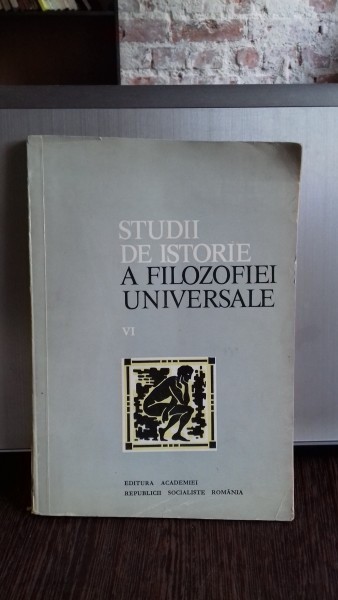 STUDII
DE ISTORIE
A FILOZOFIEI
UNIVERSALE
VI
EDITURA ACADEMIEI
REPUBLICII SOCIALISTE ROMÂNIA